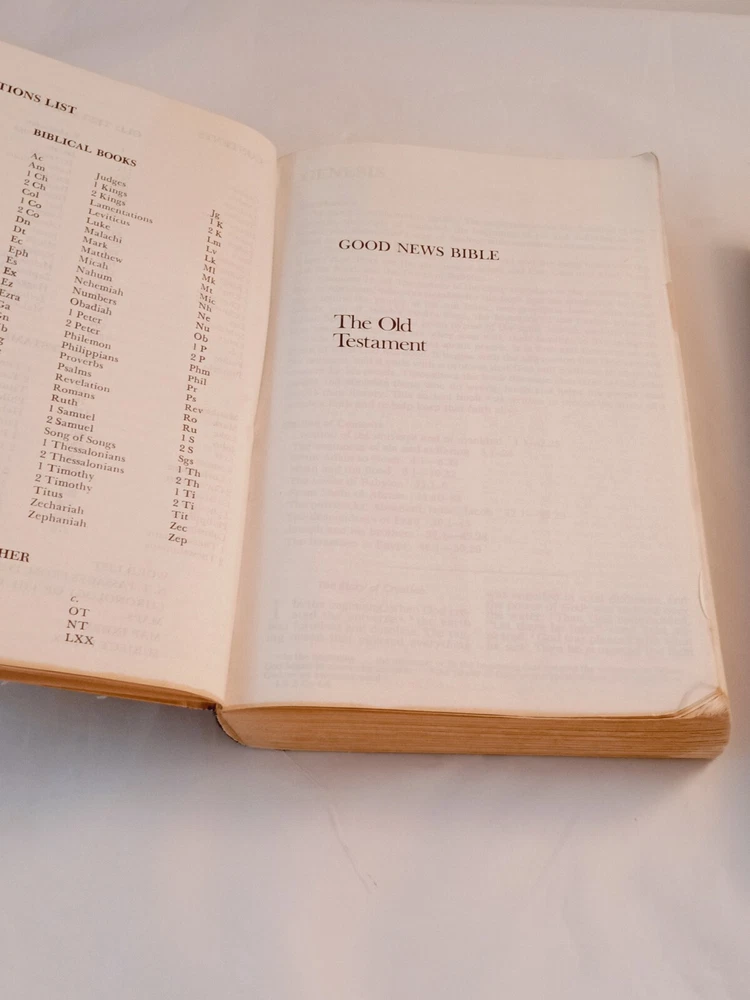 TIONS LIST
BIBLICAL BOOKS
Ac Judges Jg
Am 1 Kings 1 K
1 Ch 2 Kings 2 K
2 Ch Lamentations Lm
Col Leviticus Lv
1 Co Luke Lk
2 Co Malachi Ml
Dn Mark Mk
Dt Matthew Mt
Ec Micah Mic
Eph Nahum Nh
Es Nehemiah Ne
Ex Numbers Nu
Ez Obadiah Ob
Ezra 1 Peter 1 P
Ga 2 Peter 2 P
Philemon Phm
Philippians Phil
Proverbs Pr
Psalms Ps
Revelation Rev
Romans Ro
Ruth Ru
1 Samuel 1 S
2 Samuel 2 S
Song of Songs Sgs
1 Thessalonians 1 Th
2 Thessalonians 2 Th
1 Timothy 1 Ti
2 Timothy 2 Ti
Titus Tit
Zechariah Zec
Zephaniah Zep
HER
c.
OT
NT
LXX
GENESIS
GOOD NEWS BIBLE
The Old
Testament
The Story of Creation